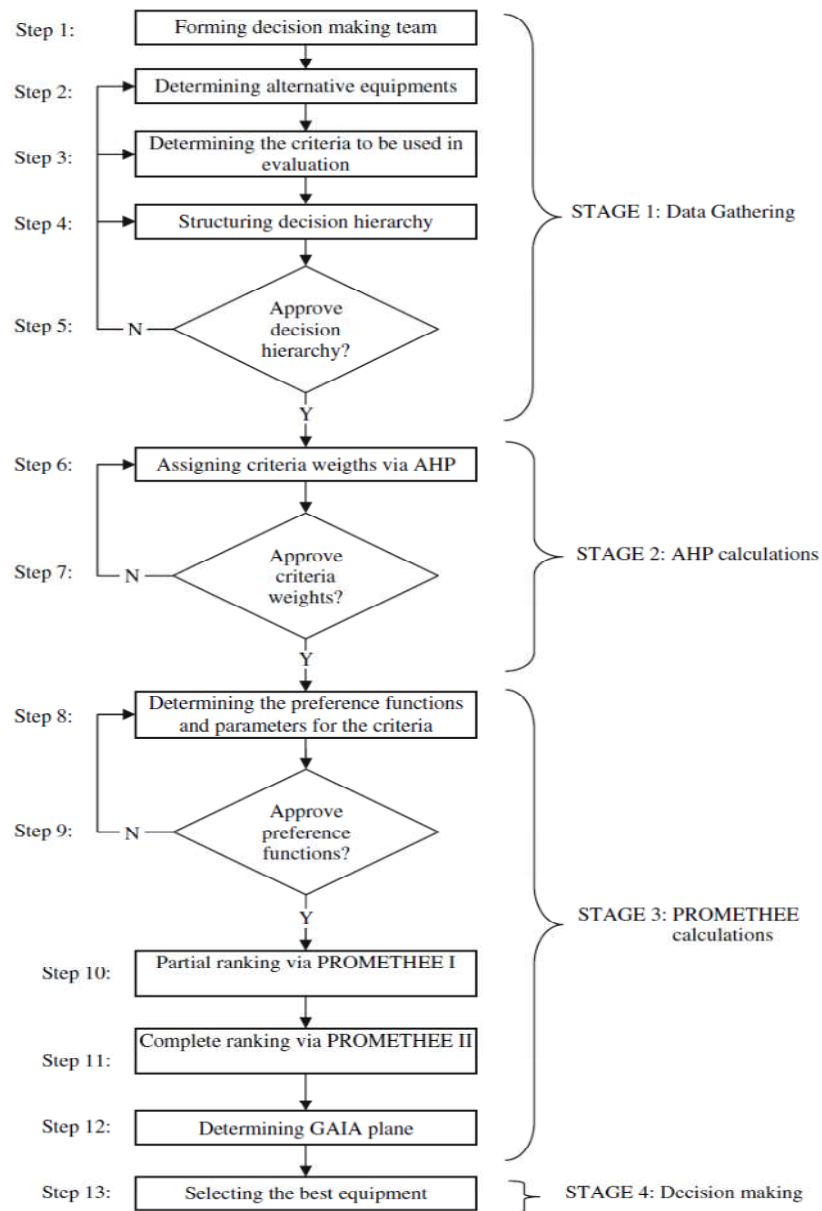 Step 1:
Forming decision making team
Step 2:
Determining alternative equipments
Step 3:
Determining the criteria to be used in
evaluation
Step 4:
Structuring decision hierarchy
STAGE 1: Data Gathering
Step 5:
N
Approve
decision
hierarchy?
Y
Step 6:
Assigning criteria weigths via AHP
Step 7:
N
Approve
criteria
weights?
STAGE 2: AHP calculations
Y
Step 8:
Determining the preference functions
and parameters for the criteria
Step 9:
N
Approve
preference
functions?
Y
STAGE 3: PROMETHEE
calculations
Step 10:
Partial ranking via PROMETHEE I
Step 11:
Complete ranking via PROMETHEE II
Step 12:
Determining GAIA plane
Step 13:
Selecting the best equipment
STAGE 4: Decision making